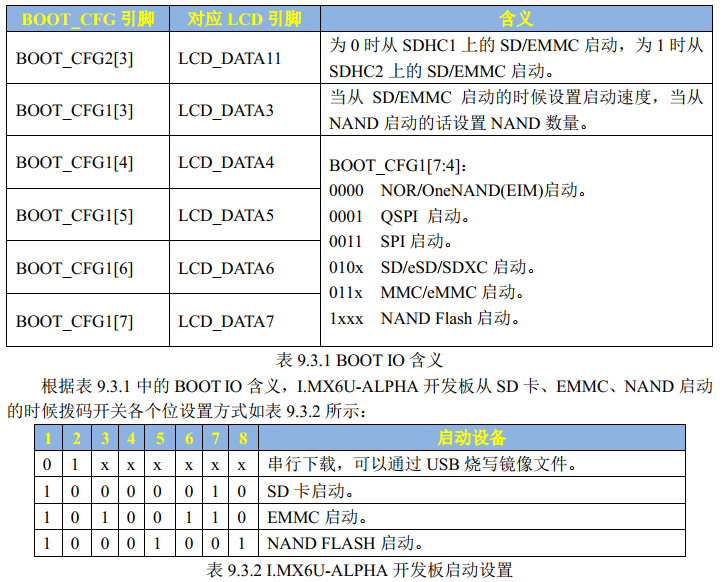 BOOT_CFG 引脚 对应 LCD 引脚 含义
BOOT_CFG2[3] LCD_DATA11 为 0 时从 SDHC1 上的 SD/EMMC 启动，为 1 时从
SDHC2 上的 SD/EMMC 启动。
BOOT_CFG1[3] LCD_DATA3 当从 SD/EMMC 启动的时候设置启动速度，当从
NAND 启动的话设置 NAND 数量。
BOOT_CFG1[4] LCD_DATA4
BOOT_CFG1[5] LCD_DATA5
BOOT_CFG1[6] LCD_DATA6
BOOT_CFG1[7] LCD_DATA7
BOOT_CFG1[7:4]：
0000 NOR/OneNAND(EIM)启动。
0001 QSPI 启动。
0011 SPI 启动。
010x SD/eSD/SDXC 启动。
011x MMC/eMMC 启动。
1xxx NAND Flash 启动。
表 9.3.1 BOOT IO 含义
根据表 9.3.1 中的 BOOT IO 含义，I.MX6U-ALPHA 开发板从 SD 卡、EMMC、NAND 启动
的时候拨码开关各个位设置方式如表 9.3.2 所示：
1 2 3 4 5 6 7 8 启动设备
0 1 x x x x x x 串行下载，可以通过 USB 烧写镜像文件。
1 0 0 0 0 0 1 0 SD 卡启动。
1 0 1 0 0 1 1 0 EMMC 启动。
1 0 0 0 1 0 0 1 NAND FLASH 启动。
表 9.3.2 I.MX6U-ALPHA 开发板启动设置